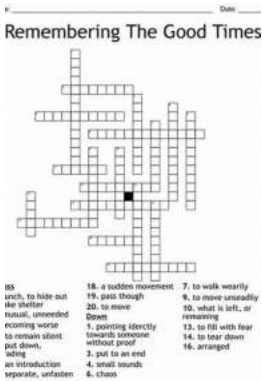 Date:
Remembering The Good Times
18. a sudden movement
19. pass though
20. to move
Down
1. pointing iderctly
towards someone
without proof
3. put to an end
4. small sounds
6. chaos
7. to walk wearily
9. to move unseadily
10. what is left, or
remaining
13. to fill with fear
14. to tear down
16. arranged
unch, to hide out
ke shelter
nusual, unneeded
ecoming worse
to remain silent
put down,
ading
an introduction
separate, unfasten